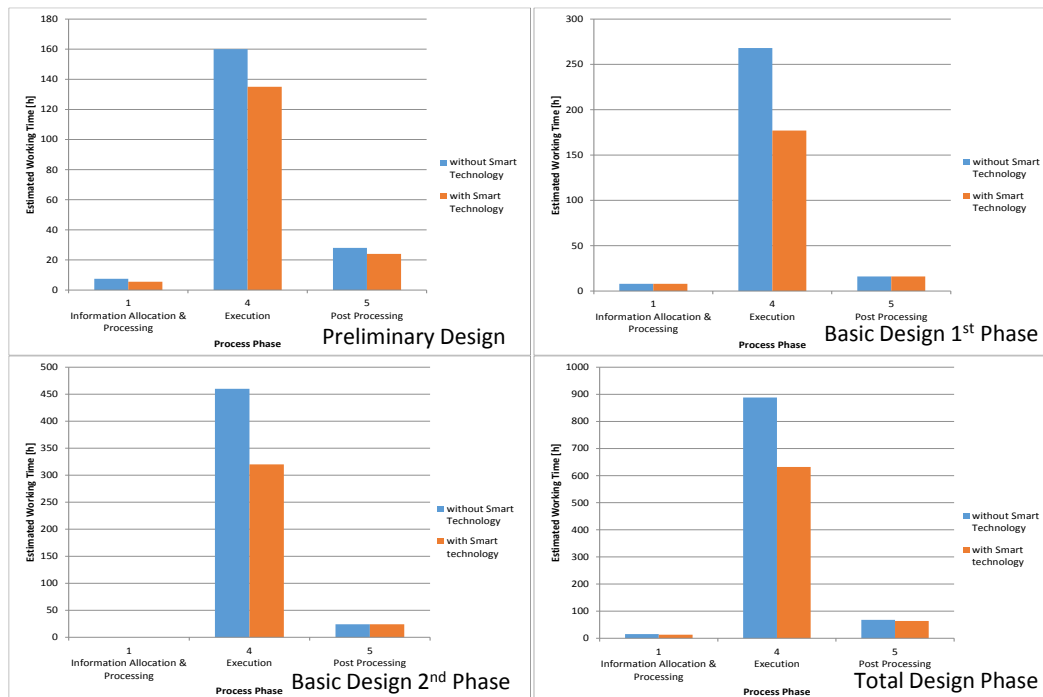 180
160
140
120
100
80
60
40
20
0
Estimated Working Time [h]
1
Information Allocation &
Processing
4
Execution
5
Post Processing
Process Phase
without Smart
Technology
with Smart
Technology
Preliminary Design
300
250
200
150
100
50
0
Estimated Working Time [h]
1
Information Allocation &
Processing
4
Execution
5
Post Processing
Process Phase
without Smart
Technology
with Smart
Technology
Basic Design 1st Phase
500
450
400
350
300
250
200
150
100
50
0
Estimated Working Time [h]
1
Information Allocation &
Processing
4
Execution
5
Post Processing
Process Phase
without Smart
Technology
with Smart
technology
Basic Design 2nd Phase
1000
900
800
700
600
500
400
300
200
100
0
Estimated Working Time [h]
1
Information Allocation &
Processing
4
Execution
5
Post Processing
Process Phase
without Smart
Technology
with Smart
technology
Total Design Phase